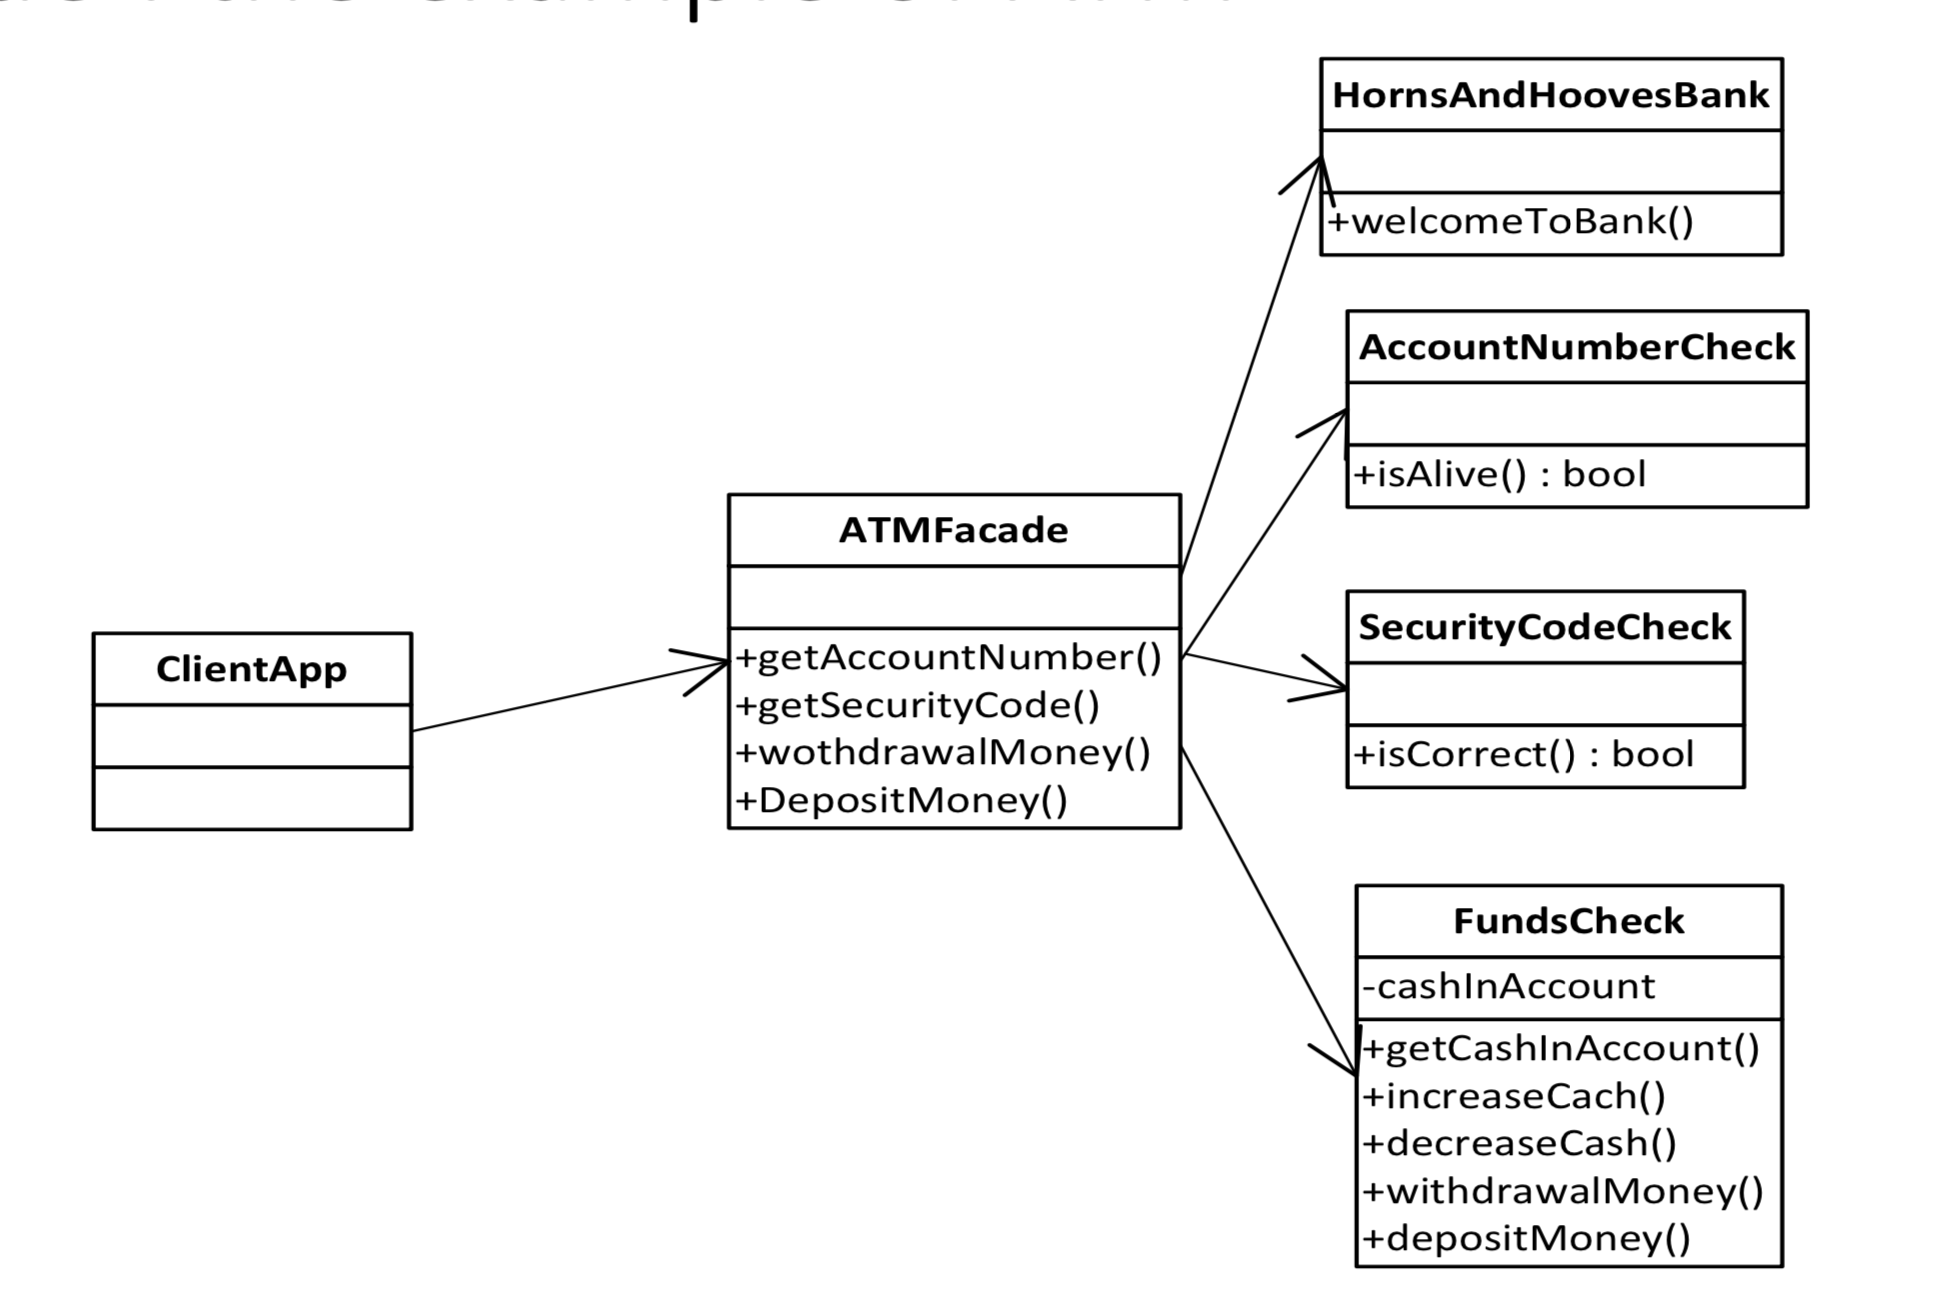 HornsAndHoovesBank
+welcomeToBank()
AccountNumberCheck
+isAlive() : bool
ATMFacade
+getAccountNumber()
+getSecurityCode()
+wothdrawalMoney()
+DepositMoney()
ClientApp
SecurityCodeCheck
+isCorrect() : bool
FundsCheck
-cashInAccount
+getCashInAccount()
+increaseCach()
+decreaseCash()
+withdrawalMoney()
+depositMoney()